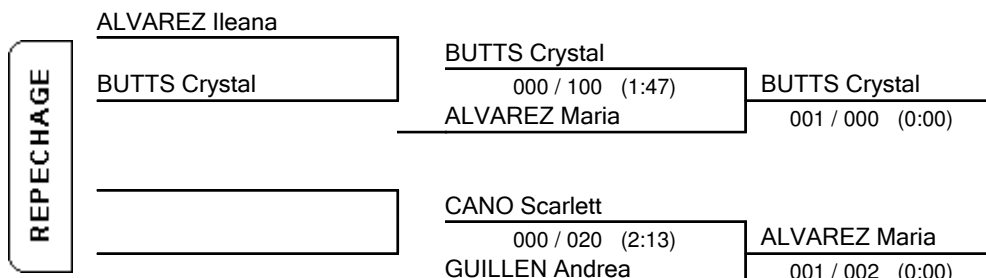 REPECHAGE
ALVAREZ Ileana
BUTTS Crystal
BUTTS Crystal
000 / 100 (1:47)
ALVAREZ Maria
BUTTS Crystal
001 / 000 (0:00)
CANO Scarlett
000 / 020 (2:13)
GUILLEN Andrea
ALVAREZ Maria
001 / 002 (0:00)